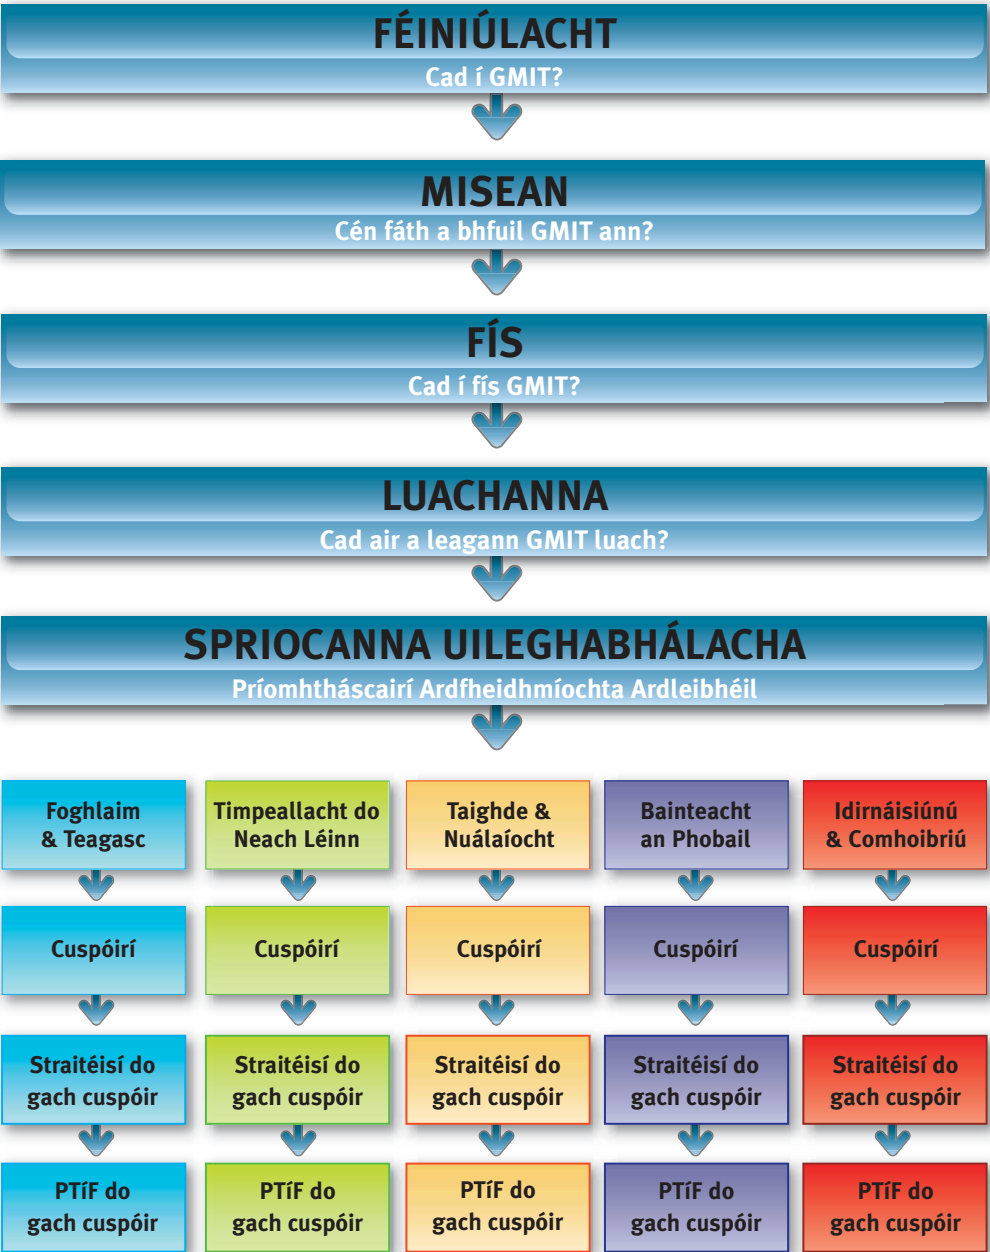 FÉINIÚLACHT
Cad í GMIT?
MISEAN
Cén fáth a bhfuil GMIT ann?
FÍS
Cad í fís GMIT?
LUACHANNA
Cad air a leagann GMIT luach?
SPRIOCANNA UILEGHABHÁLACHA
Príomhtháscairí Ardfheidhmíochta Ardleibhéil
Foghlaim
& Teagasc
Timpeallacht do
Neach Léinn
Taighde &
Nuálaíocht
Bainteacht
an Phobail
Idirnáisiúnú
& Comhoibriú
Cuspóirí
Cuspóirí
Cuspóirí
Cuspóirí
Cuspóirí
Straitéisí do
gach cuspóir
Straitéisí do
gach cuspóir
Straitéisí do
gach cuspóir
Straitéisí do
gach cuspóir
Straitéisí do
gach cuspóir
PTíF do
gach cuspóir
PTíF do
gach cuspóir
PTíF do
gach cuspóir
PTíF do
gach cuspóir
PTíF do
gach cuspóir